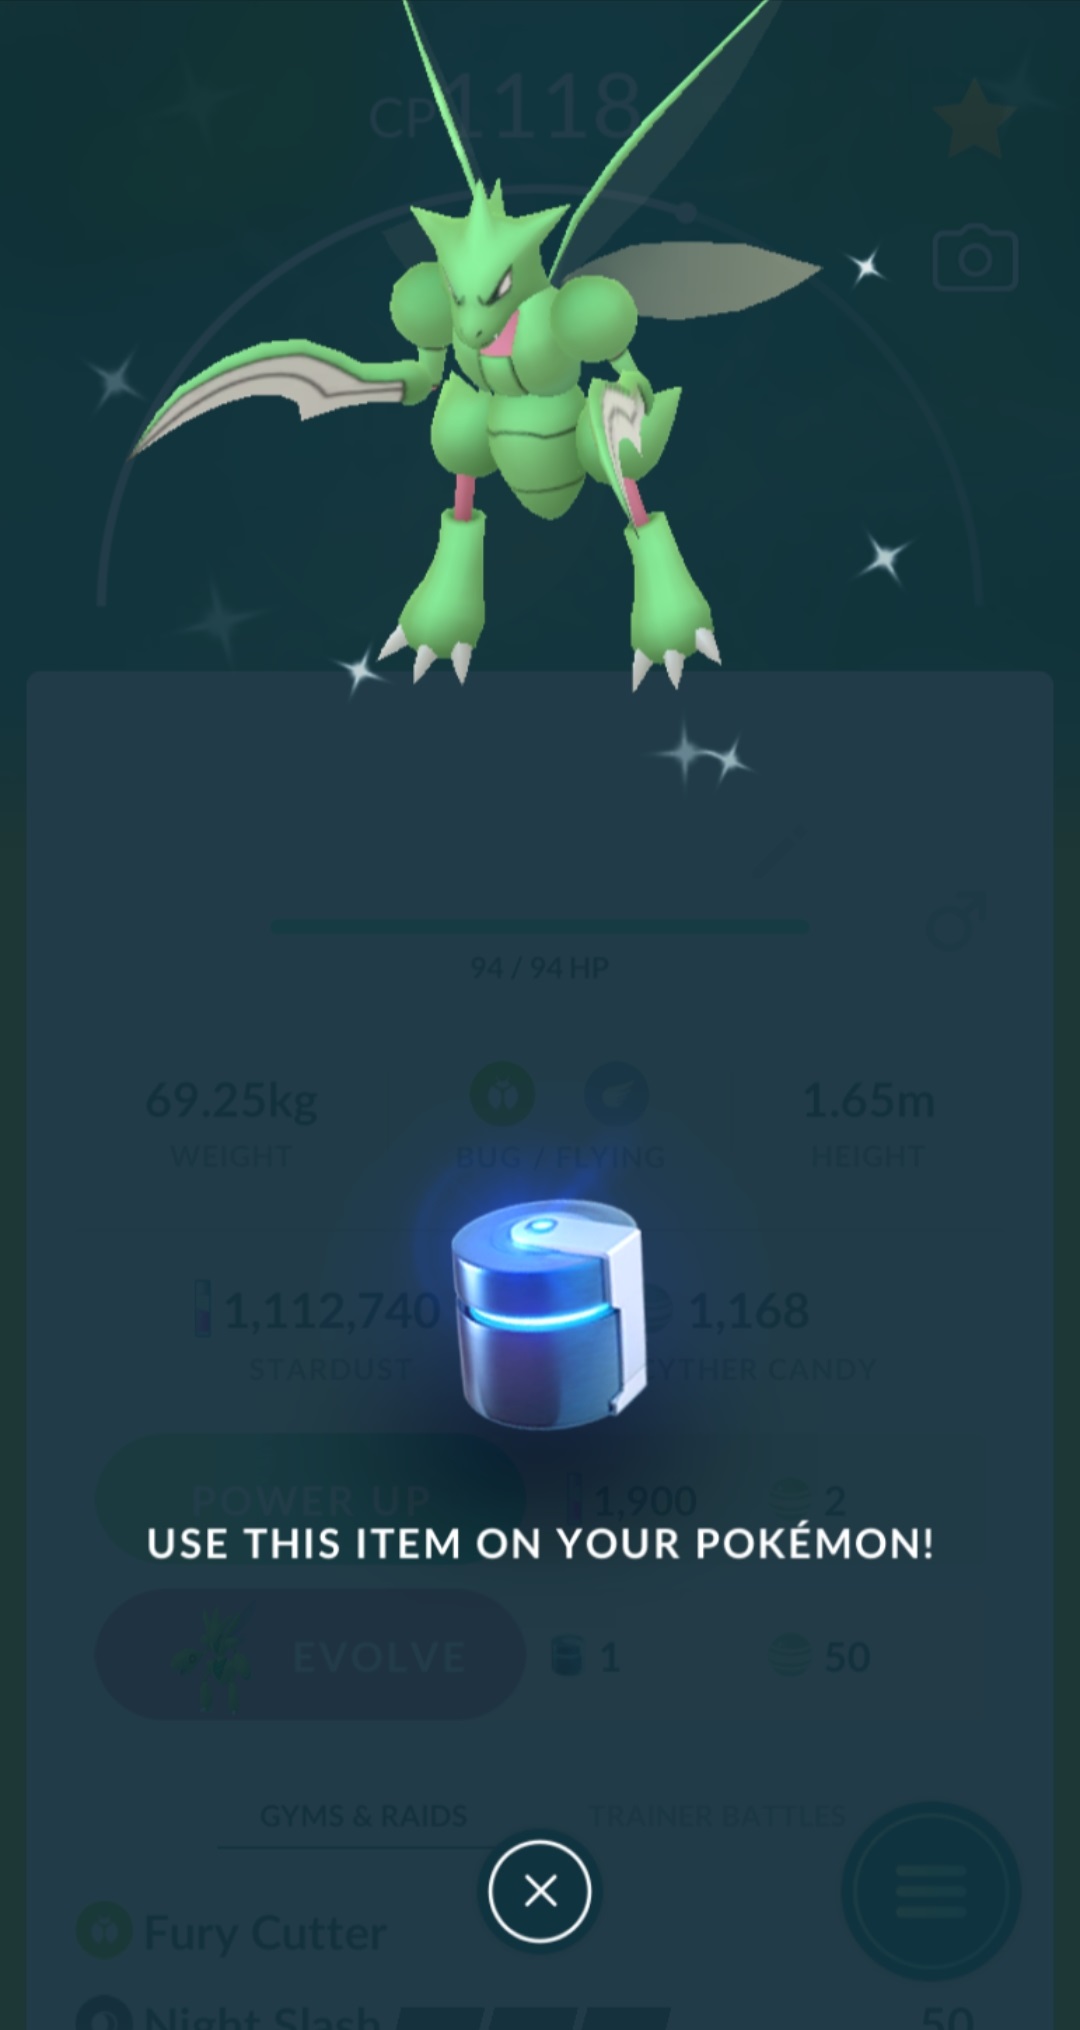 CP1118
94 / 94 HP
69.25kg
WEIGHT
BUG / FLYING
1.65m
HEIGHT
1,112,740
STARDUST
1,168
YTHER CANDY
POWER UP
1,900
2
USE THIS ITEM ON YOUR POKÉMON!
EVOLVE
1
50
GYMS & RAIDS
TRAINER BATTLES
Fury Cutter
Night Slash
50